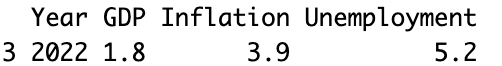 Year GDP Inflation Unemployment
3 2022 1.8 3.9 5.2